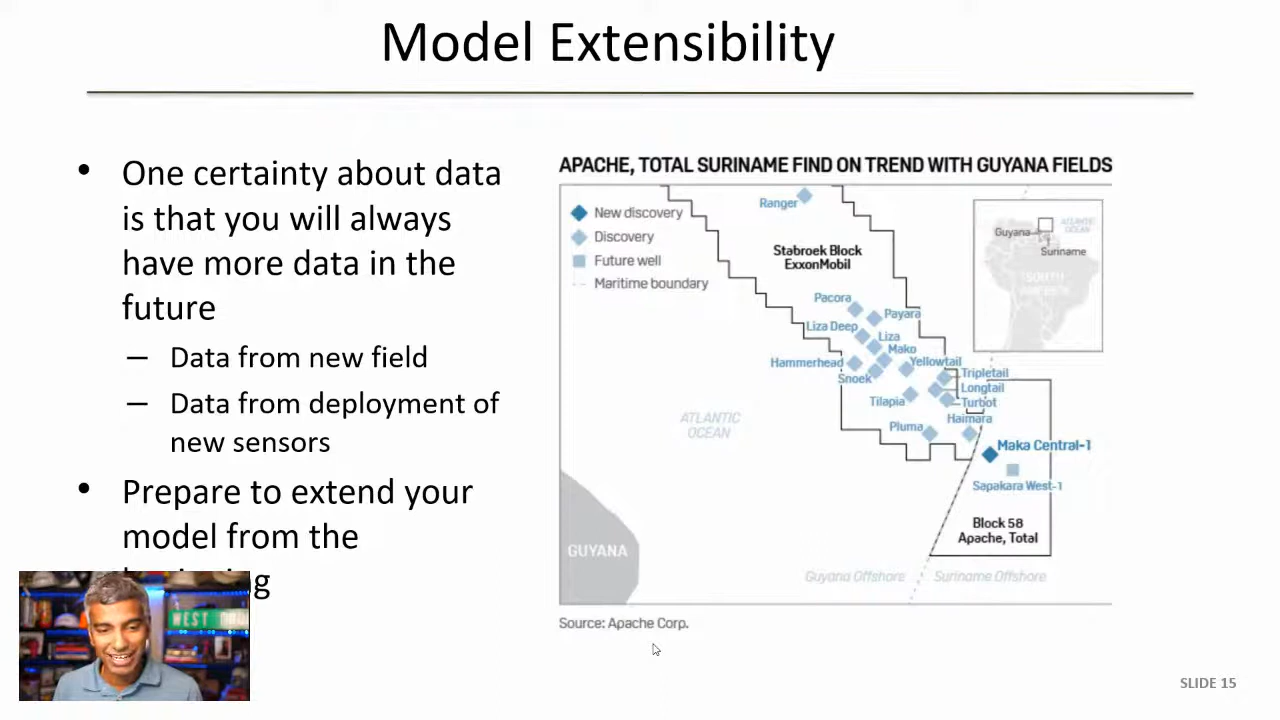 Model Extensibility
• One certainty about data
is that you will always
have more data in the
future
– Data from new field
– Data from deployment of
new sensors
• Prepare to extend your
model from the
APACHE, TOTAL SURINAME FIND ON TREND WITH GUYANA FIELDS
New discovery
Discovery
Future well
Maritime boundary
Ranger
Stabroek Block
ExxonMobil
Guyana
Suriname
ATLANTIC
OCEAN
SOUTH
Pacora
Payara
Liza Deep
Liza
Mako
Hammerhead
Yellowtail
Snoek
Tripletail
Longtail
Tilapia
Turbot
Haimara
Pluma
ATLANTIC
OCEAN
Maka Central-1
Sapakara West-1
Block 58
Apache, Total
GUYANA
Guyana Offshore
Suriname Offshore
Source: Apache Corp.
WEST
SLIDE 15